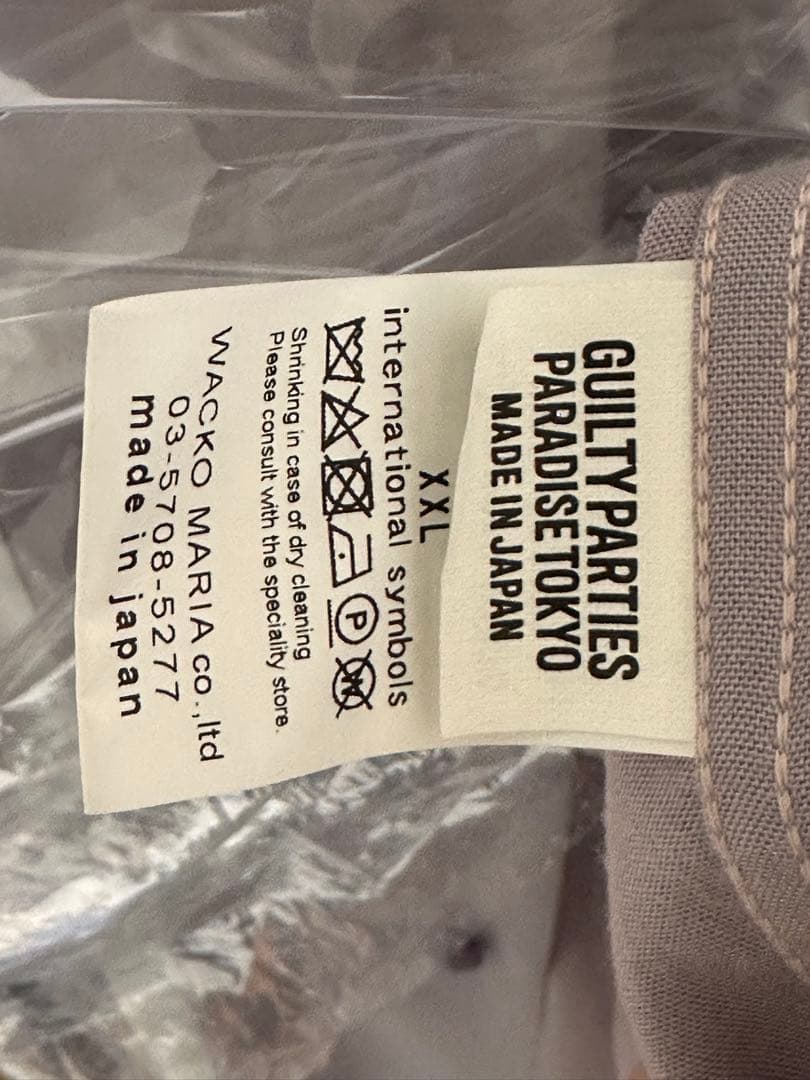 GUILTY PARTIES
PARADISE TOKYO
MADE IN JAPAN
XXL
international symbols
P W
Shrinking in case of dry cleaning
Please consult with the speciality store.
WACKO MARIA co.,ltd
03-5708-5277
made in japan